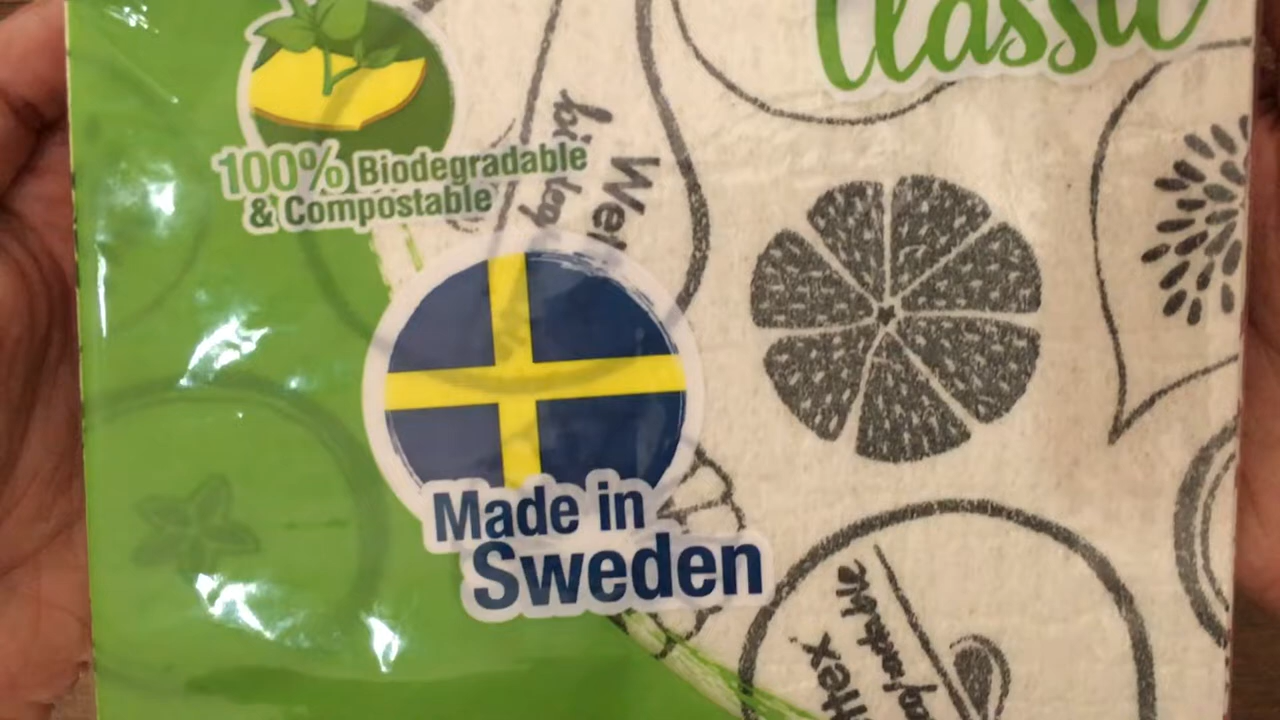 Classic
100% Biodegradable
& Compostable
Made in
Sweden